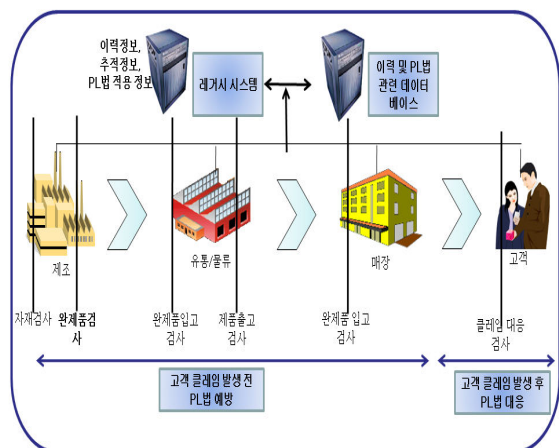 이력정보,
추적정보,
PL법 적용 정보
레거시 시스템
이력 및 PL법
관련 데이터
베이스
제조
유통/물류
매장
고객
자재검사
완제품검
사
완제품입고
검사
제품출고
검사
완제품 입고
검사
클레임 대응
검사
고객 클레임 발생 전
PL법 예방
고객 클레임 발생 후
PL법 대응